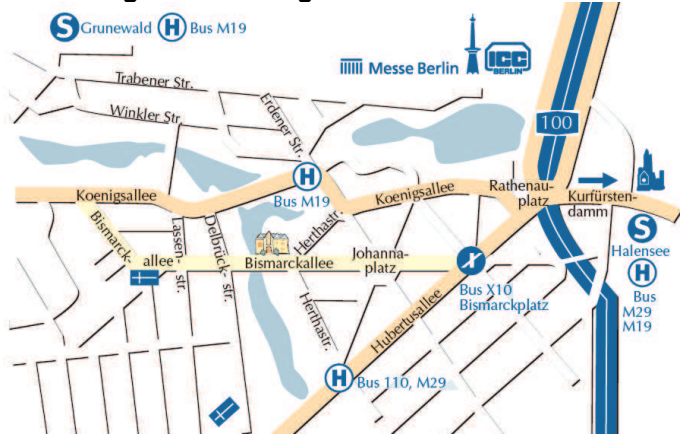 S Grunewald H Bus M19
Messe Berlin
ICC
BERLIN
Trabener Str.
Winkler Str.
Erdener Str.
100
H
Bus M19
Koenigsallee
Koenigsallee
Rathenau-
platz
Kurfürsten-
damm
S
Halensee
H
Bus
M29
M19
Bismarck-
allee
Lassen-
str.
Delbrück-
str.
Herthastr.
Bismarckallee
Johanna-
platz
X
Bus X10
Bismarckplatz
Herthastr.
Hubertusallee
H Bus 110, M29